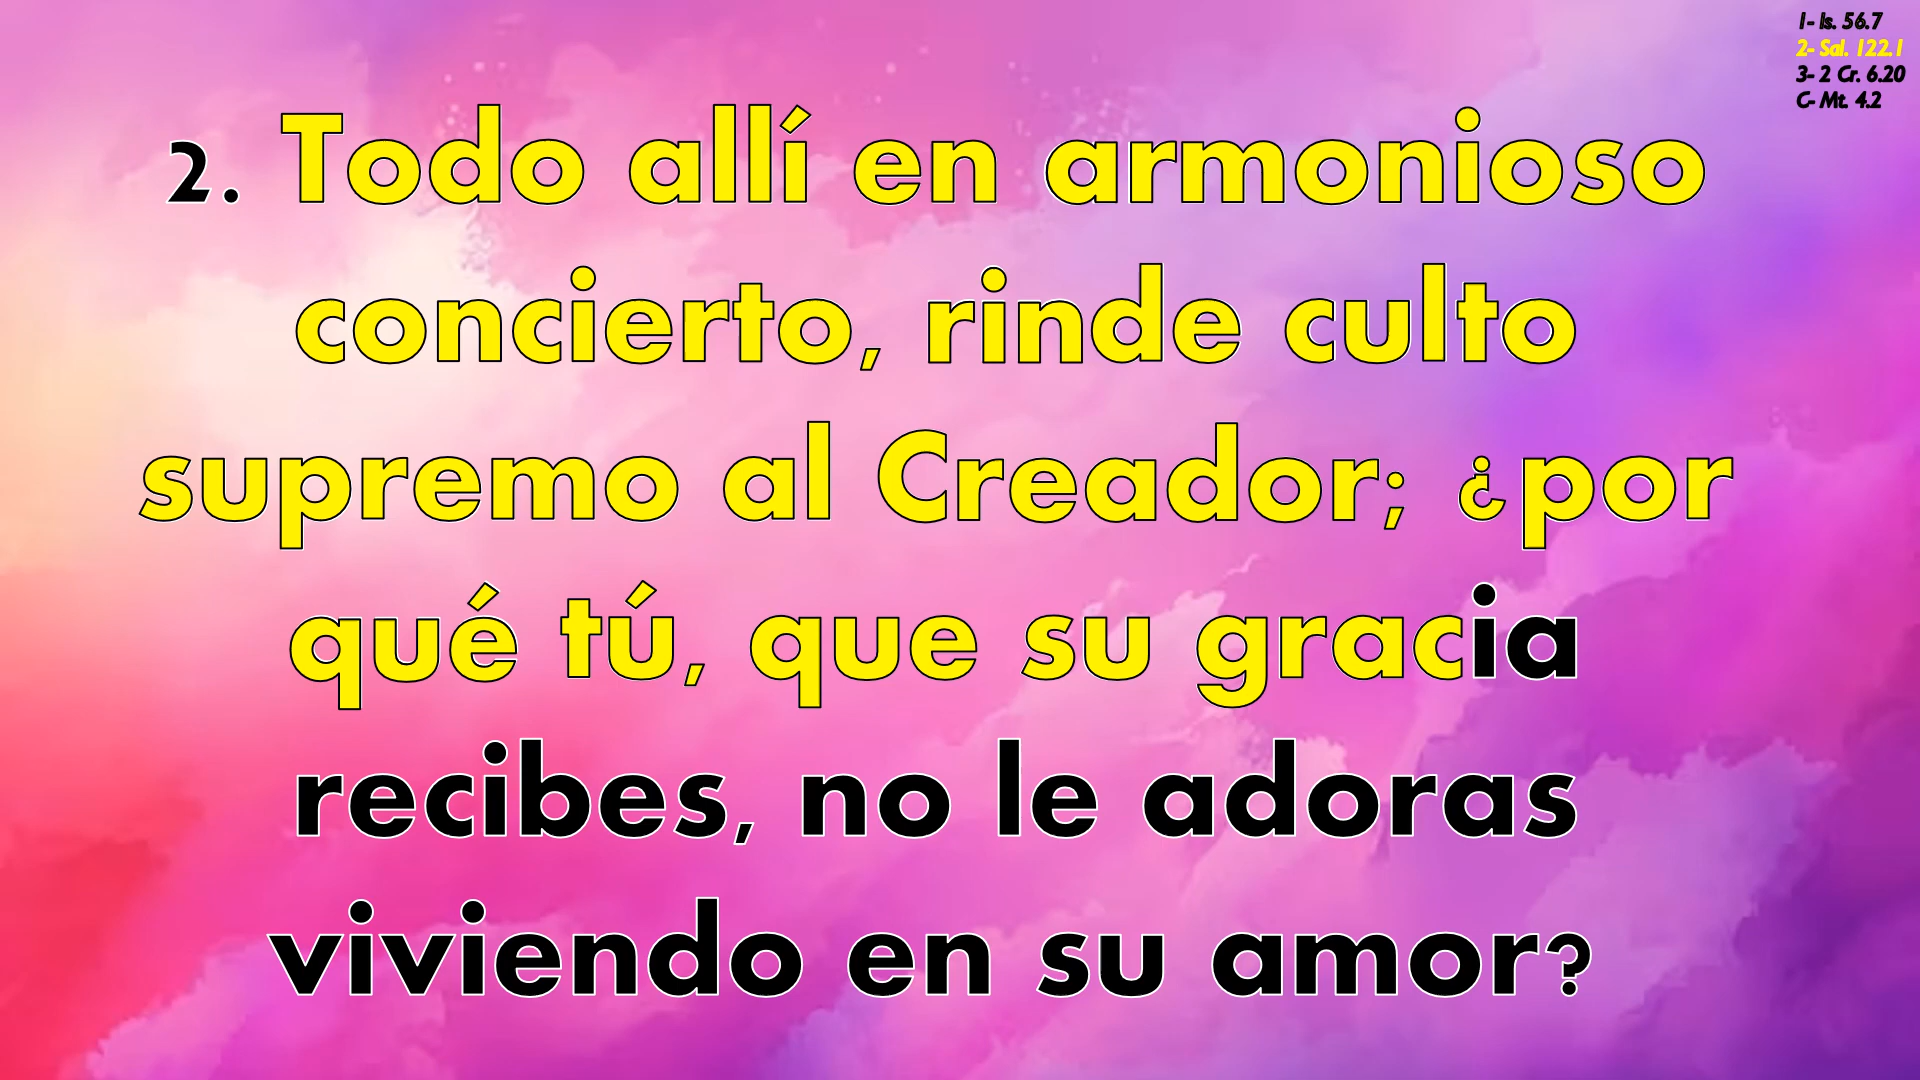 1- Is. 56.7
2- Sal. 122.1
3- 2 Cr. 6.20
C- Mt. 4.2
2. Todo allí en armonioso
concierto, rinde culto
supremo al Creador; ¿por
qué tú, que su gracia
recibes, no le adoras
viviendo en su amor?